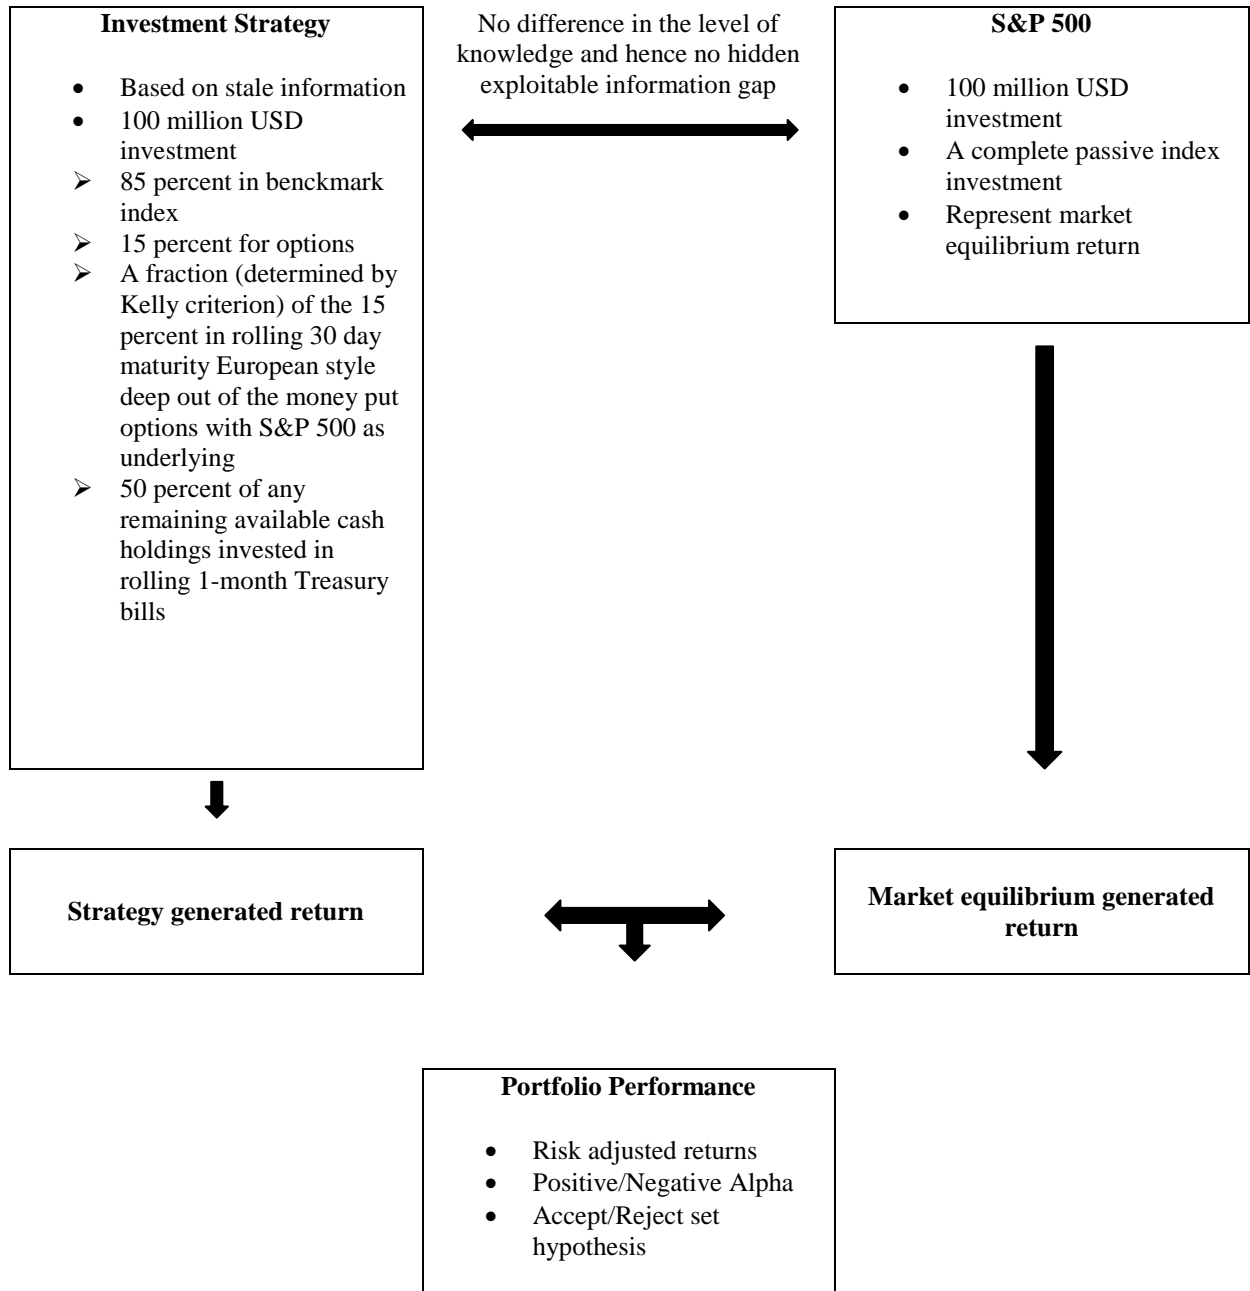 Investment Strategy
• Based on stale information
• 100 million USD
investment
➢ 85 percent in benckmark
index
➢ 15 percent for options
➢ A fraction (determined by
Kelly criterion) of the 15
percent in rolling 30 day
maturity European style
deep out of the money put
options with S&P 500 as
underlying
➢ 50 percent of any
remaining available cash
holdings invested in
rolling 1-month Treasury
bills
No difference in the level of
knowledge and hence no hidden
exploitable information gap
S&P 500
• 100 million USD
investment
• A complete passive index
investment
• Represent market
equilibrium return
Strategy generated return
Market equilibrium generated
return
Portfolio Performance
• Risk adjusted returns
• Positive/Negative Alpha
• Accept/Reject set
hypothesis